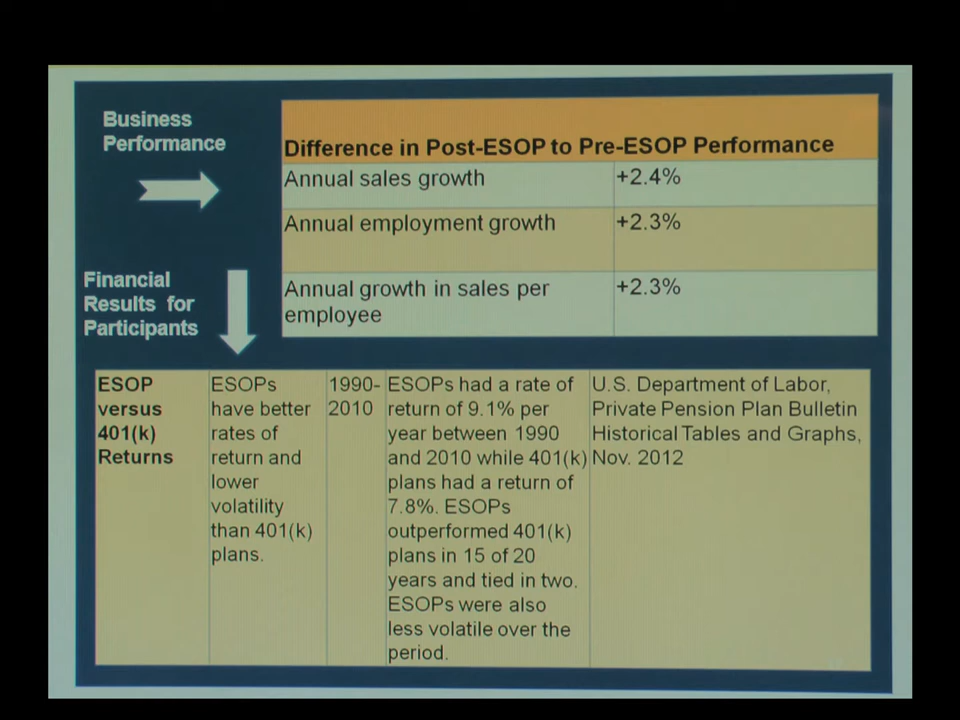 Business
Performance
Difference in Post-ESOP to Pre-ESOP Performance
Annual sales growth +2.4%
Annual employment growth +2.3%
Annual growth in sales per
employee
+2.3%
Financial
Results for
Participants
ESOP
versus
401(k)
Returns
ESOPs
have better
rates of
return and
lower
volatility
than 401(k)
plans.
1990-
2010
ESOPs had a rate of
return of 9.1% per
year between 1990
and 2010 while 401(k)
plans had a return of
7.8%. ESOPs
outperformed 401(k)
plans in 15 of 20
years and tied in two.
ESOPs were also
less volatile over the
period.
U.S. Department of Labor,
Private Pension Plan Bulletin
Historical Tables and Graphs,
Nov. 2012